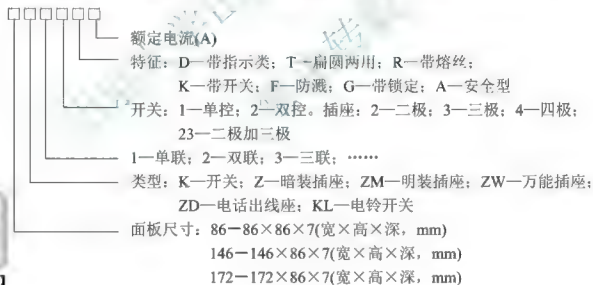 额定电流(A)
特征：D—带指示类；T—扁圆两用；R—带熔丝；
K—带开关；F—防溅；G—带锁定；A—安全型
开关：1—单控；2—双控。插座：2—二极；3—三极；4—四极；
23—二极加三极
1—单联；2—双联；3—三联；……
类型：K—开关；Z—暗装插座；ZM—明装插座；ZW—万能插座；
ZD—电话出线座；KL—电铃开关
面板尺寸：86－86×86×7(宽×高×深，mm)
146－146×86×7(宽×高×深，mm)
172－172×86×7(宽×高×深，mm)